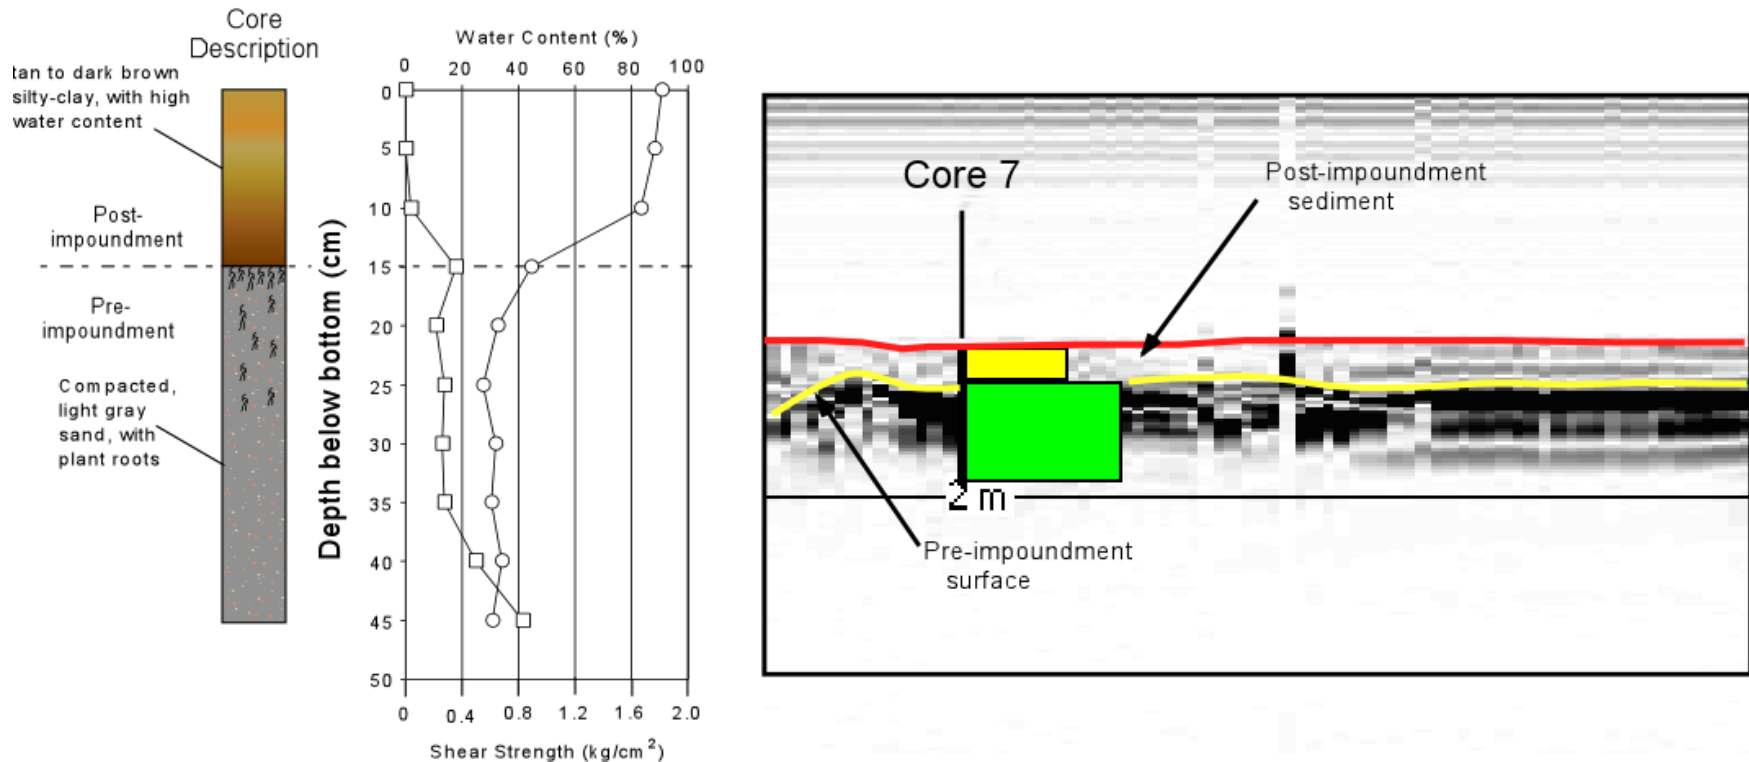 Core
Description
tan to dark brown
silty-clay, with high
water content
Post-
impoundment
Pre-
impoundment
Compacted,
light gray
sand, with
plant roots
Water Content (%)
0 20 40 60 80 100
Depth below bottom (cm)
0
5
10
15
20
25
30
35
40
45
50
0 0.4 0.8 1.2 1.6 2.0
Shear Strength (kg/cm²)
Core 7
Post-impoundment
sediment
2 m
Pre-impoundment
surface